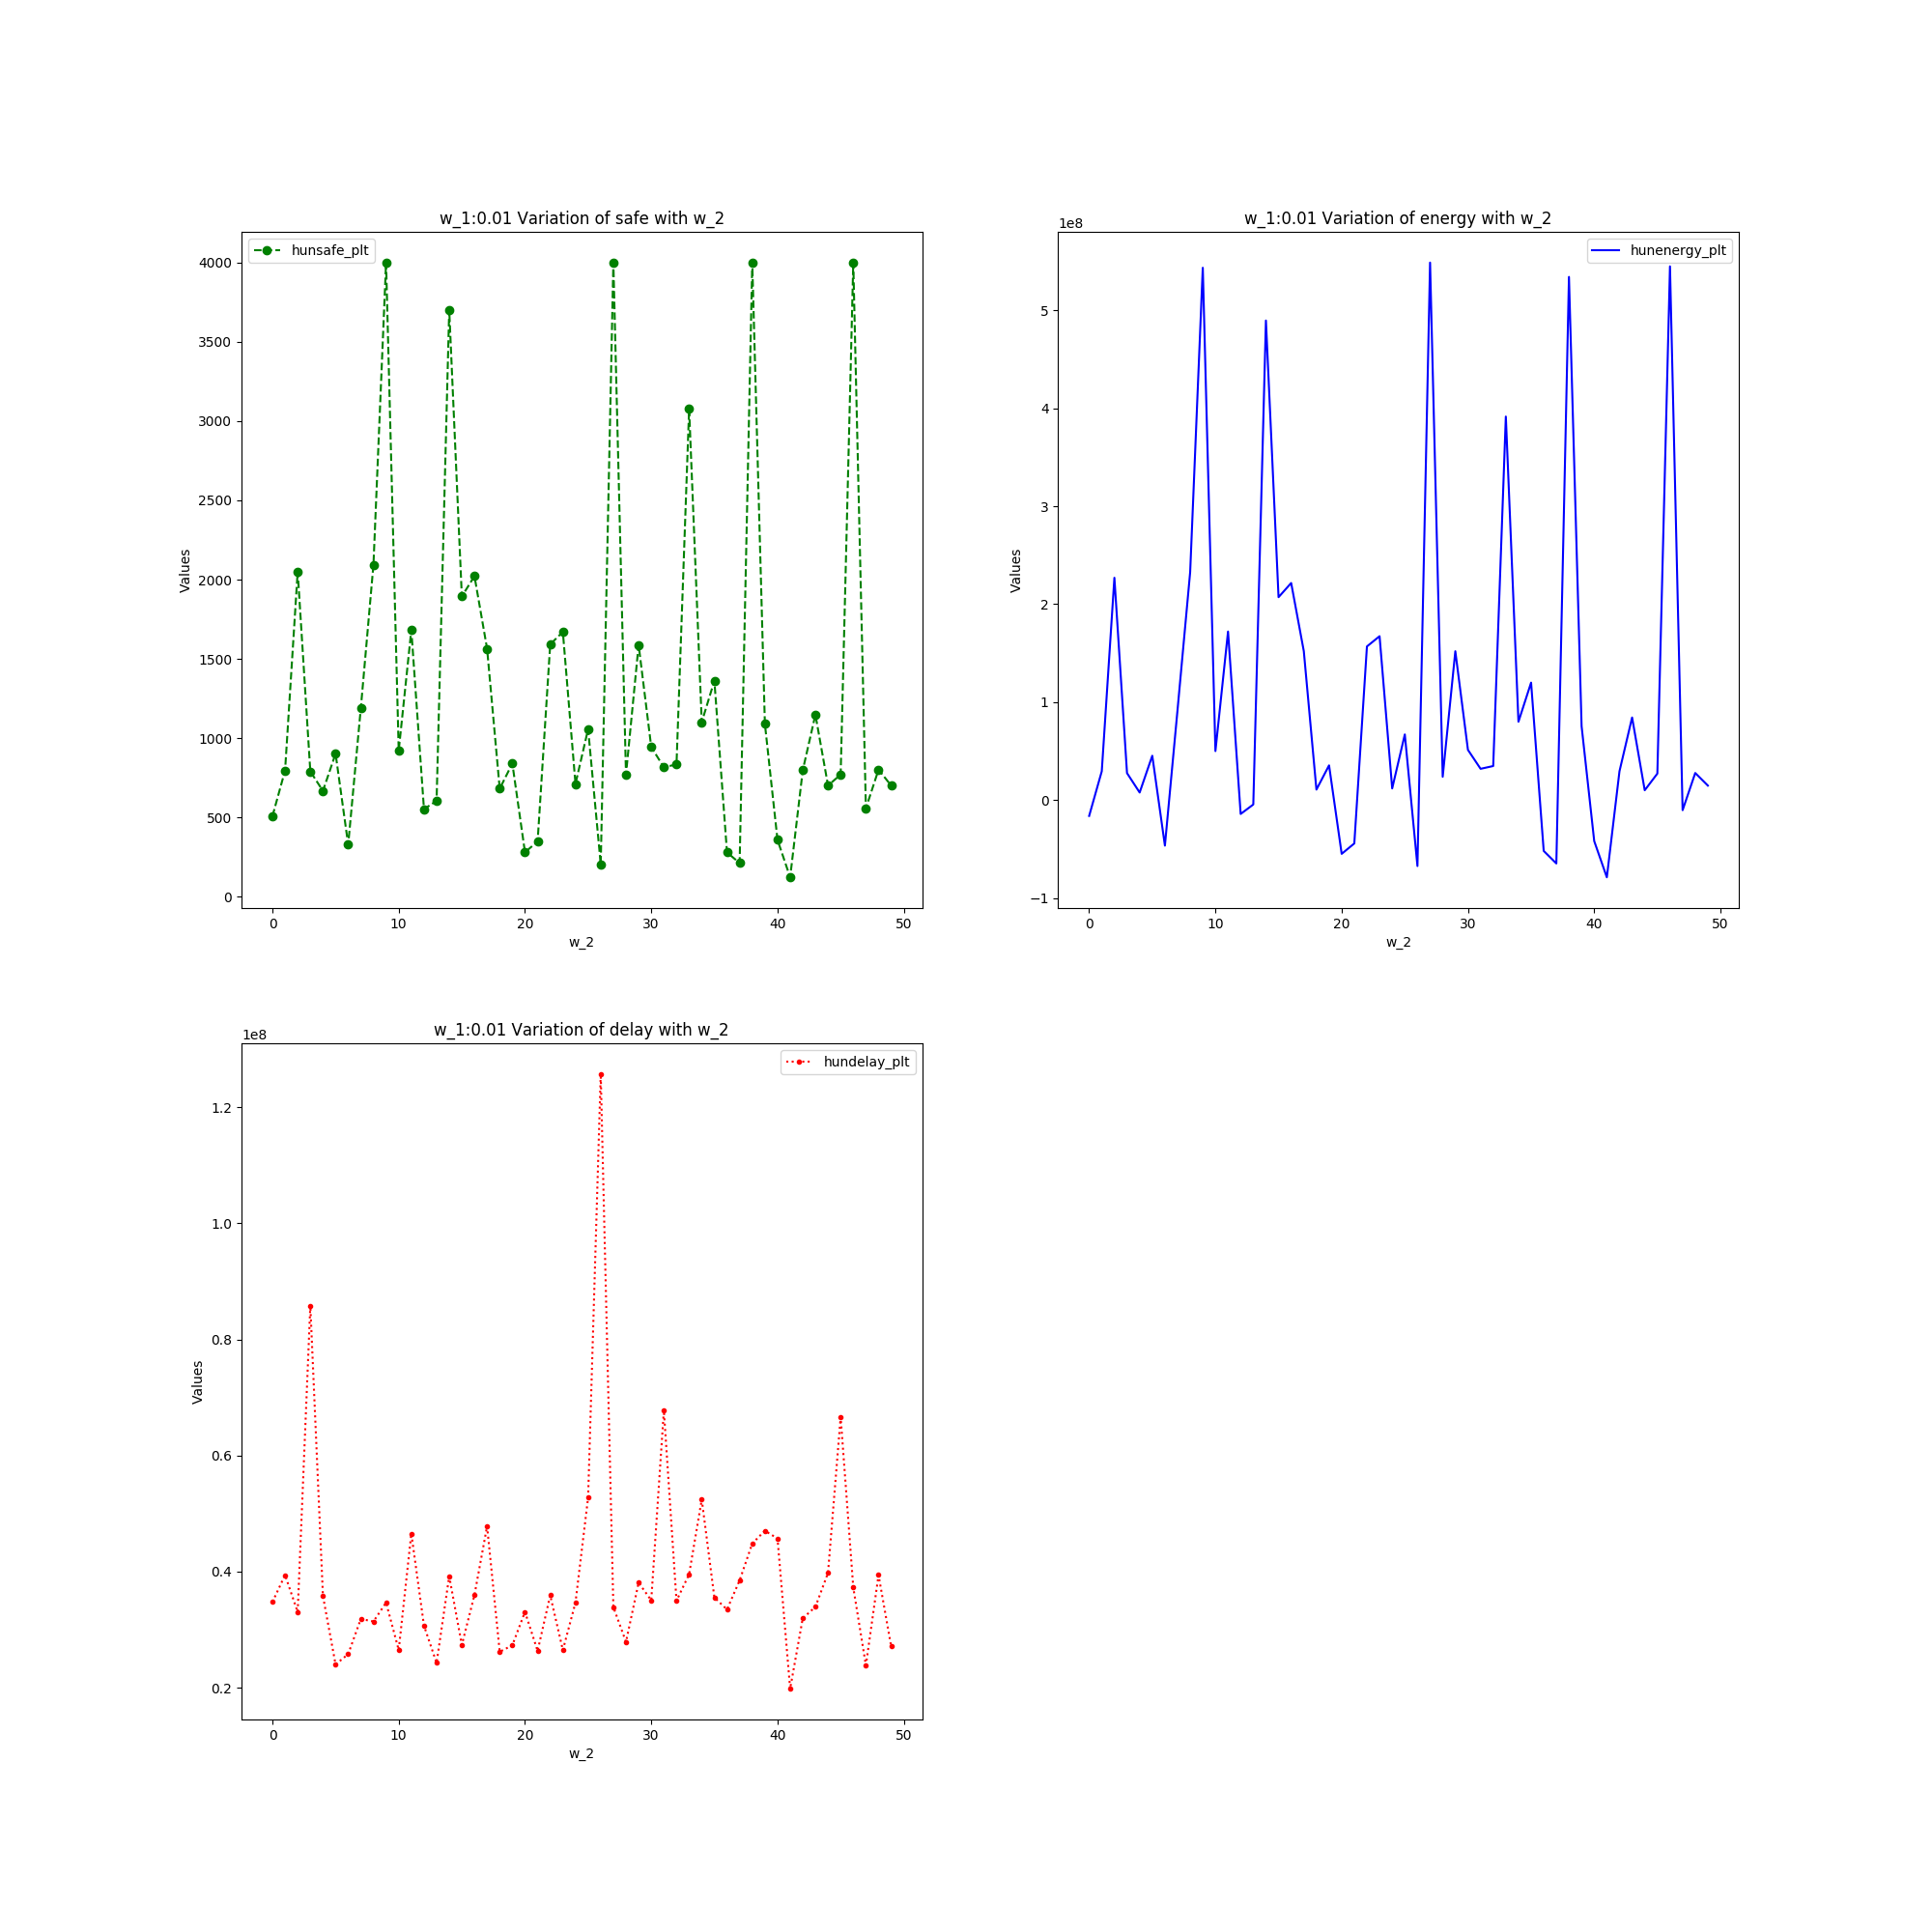 w_1:0.01 Variation of safe with w_2
hunsafe_plt
4000
3500
3000
2500
2000
1500
1000
500
0
Values
0 10 20 30 40 50
w_2
w_1:0.01 Variation of energy with w_2
1e8
hunenergy_plt
5
4
3
2
1
0
−1
Values
0 10 20 30 40 50
w_2
w_1:0.01 Variation of delay with w_2
1e8
hundelay_plt
1.2
1.0
0.8
0.6
0.4
0.2
Values
0 10 20 30 40 50
w_2